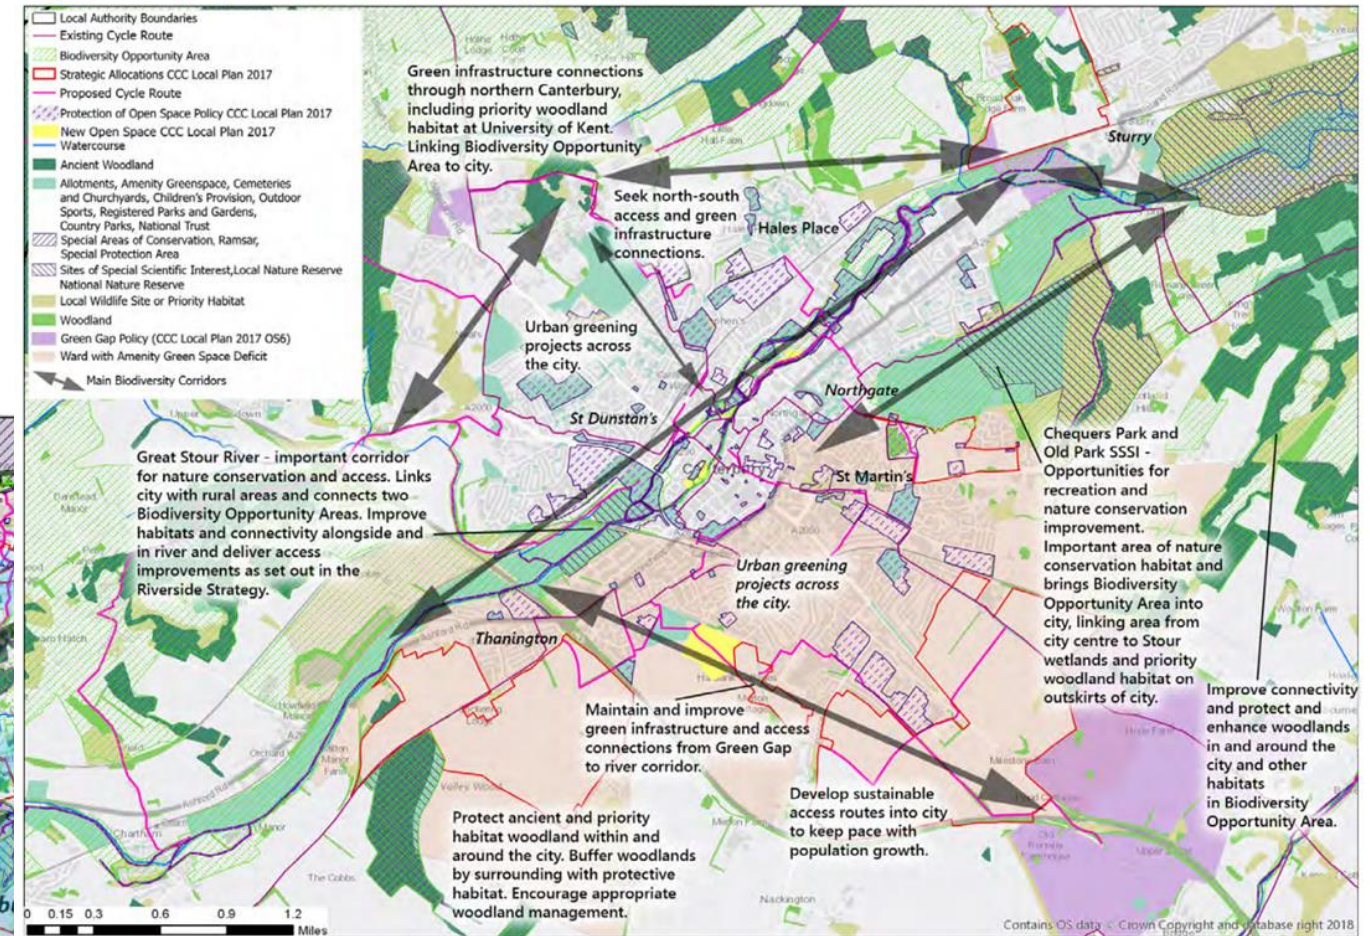 Local Authority Boundaries
Existing Cycle Route
Biodiversity Opportunity Area
Strategic Allocations CCC Local Plan 2017
Proposed Cycle Route
Protection of Open Space Policy CCC Local Plan 2017
New Open Space CCC Local Plan 2017
Watercourse
Ancient Woodland
Allotments, Amenity Greenspace, Cemeteries
and Churchyards, Children's Provision, Outdoor
Sports, Registered Parks and Gardens,
Country Parks, National Trust
Special Areas of Conservation, Ramsar,
Special Protection Area
Sites of Special Scientific Interest,Local Nature Reserve
National Nature Reserve
Local Wildlife Site or Priority Habitat
Woodland
Green Gap Policy (CCC Local Plan 2017 OS6)
Ward with Amenity Green Space Deficit
Main Biodiversity Corridors
Green infrastructure connections
through northern Canterbury,
including priority woodland
habitat at University of Kent.
Linking Biodiversity Opportunity
Area to city.
Sturry
Seek north-south
access and green
infrastructure
connections.
Hales Place
Urban greening
projects across
the city.
St Dunstan's
Northgate
Canterbury
St Martin's
A2050
Great Stour River - important corridor
for nature conservation and access. Links
city with rural areas and connects two
Biodiversity Opportunity Areas. Improve
habitats and connectivity alongside and
in river and deliver access
improvements as set out in the
Riverside Strategy.
Chequers Park and
Old Park SSSI -
Opportunities for
recreation and
nature conservation
improvement.
Important area of nature
conservation habitat and
brings Biodiversity
Opportunity Area into
city, linking area from
city centre to Stour
wetlands and priority
woodland habitat on
outskirts of city.
Urban greening
projects across
the city.
Thanington
Ashford Road
Maintain and improve
green infrastructure and access
connections from Green Gap
to river corridor.
Improve connectivity
and protect and
enhance woodlands
in and around the
city and other
habitats
in Biodiversity
Opportunity Area.
Develop sustainable
access routes into city
to keep pace with
population growth.
Protect ancient and priority
habitat woodland within and
around the city. Buffer woodlands
by surrounding with protective
habitat. Encourage appropriate
woodland management.
Chartham
The Cobbs
Nackington
0 0.15 0.3 0.6 0.9 1.2
Miles
Contains OS data © Crown Copyright and database right 2018